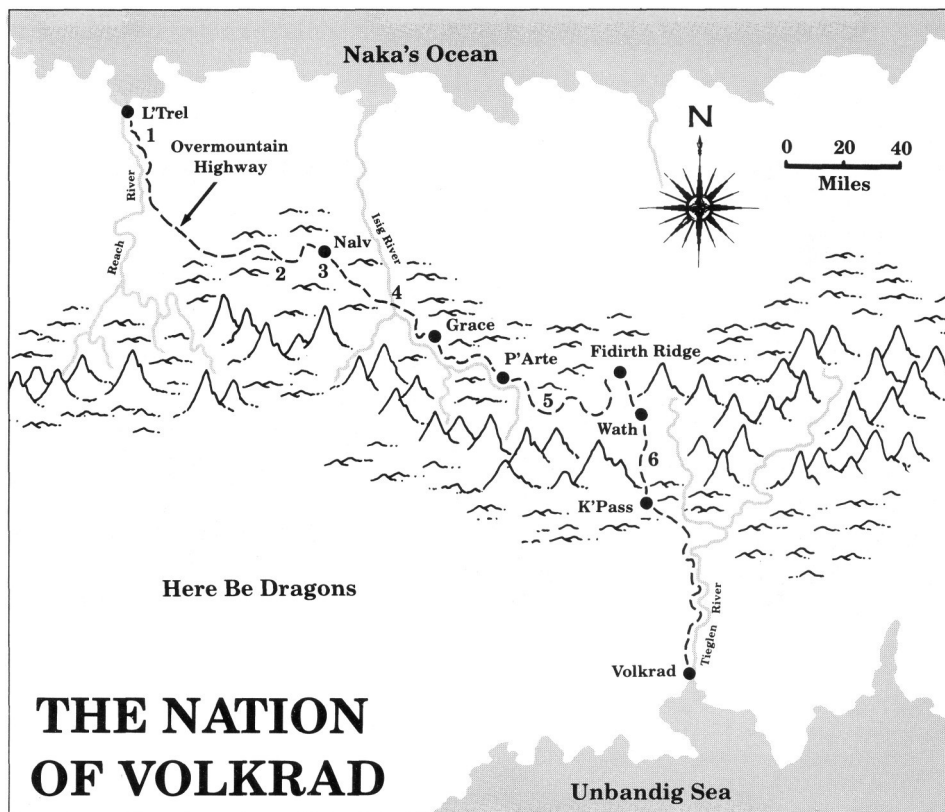 Naka's Ocean
L'Trel
1
Overmountain
Highway
River
Reach
N
0 20 40
Miles
Isig River
Nalv
2
3
4
Grace
P'Arte
Fidirth Ridge
5
Wath
6
K'Pass
Here Be Dragons
Tieglen River
Volkrad
THE NATION
OF VOLKRAD
Unbandig Sea